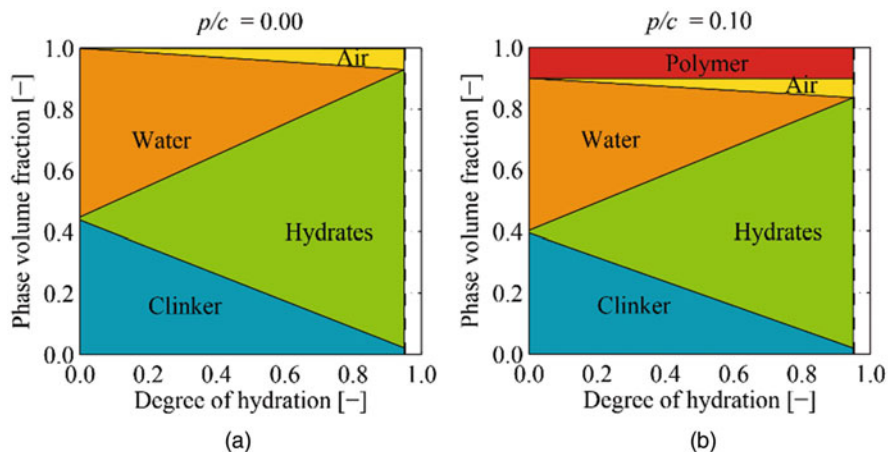 p/c = 0.00
Phase volume fraction [−]
1.0
0.8
0.6
0.4
0.2
0.0
Air
Water
Hydrates
Clinker
0.0 0.2 0.4 0.6 0.8 1.0
Degree of hydration [−]
(a)
p/c = 0.10
Phase volume fraction [−]
1.0
0.8
0.6
0.4
0.2
0.0
Polymer
Air
Water
Hydrates
Clinker
0.0 0.2 0.4 0.6 0.8 1.0
Degree of hydration [−]
(b)